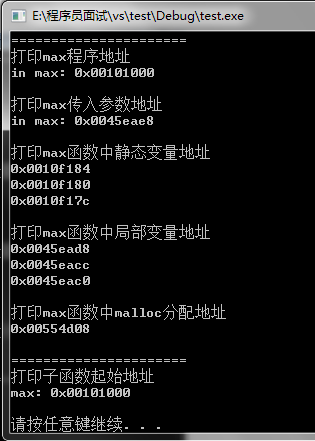 E:\程序员面试\vs\test\Debug\test.exe
======================
打印max程序地址
in max: 0x00101000
打印max传入参数地址
in max: 0x0045eae8
打印max函数中静态变量地址
0x0010f184
0x0010f180
0x0010f17c
打印max函数中局部变量地址
0x0045ead8
0x0045eacc
0x0045eac0
打印max函数中malloc分配地址
0x00554d08
======================
打印子函数起始地址
max: 0x00101000
请按任意键继续. . .